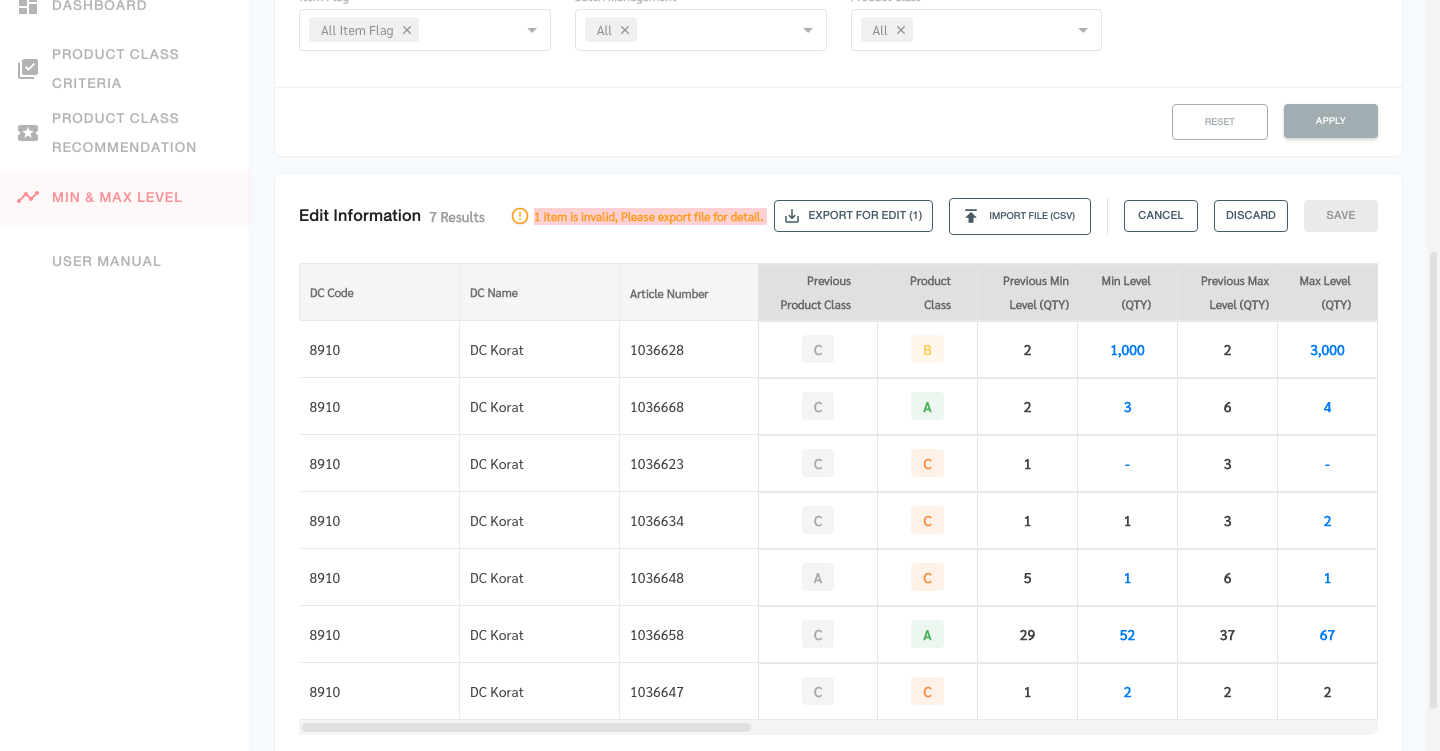 DASHBOARD
PRODUCT CLASS
CRITERIA
PRODUCT CLASS
RECOMMENDATION
MIN & MAX LEVEL
USER MANUAL
All Item Flag
All
All
RESET
APPLY
Edit Information 7 Results
1 item is invalid, Please export file for detail.
EXPORT FOR EDIT (1)
IMPORT FILE (CSV)
CANCEL
DISCARD
SAVE
DC Code DC Name Article Number Previous Product Class Product Class Previous Min Level (QTY) Min Level (QTY) Previous Max Level (QTY) Max Level (QTY)
8910 DC Korat 1036628 C B 2 1,000 2 3,000
8910 DC Korat 1036668 C A 2 3 6 4
8910 DC Korat 1036623 C C 1 - 3 -
8910 DC Korat 1036634 C C 1 1 3 2
8910 DC Korat 1036648 A C 5 1 6 1
8910 DC Korat 1036658 C A 29 52 37 67
8910 DC Korat 1036647 C C 1 2 2 2